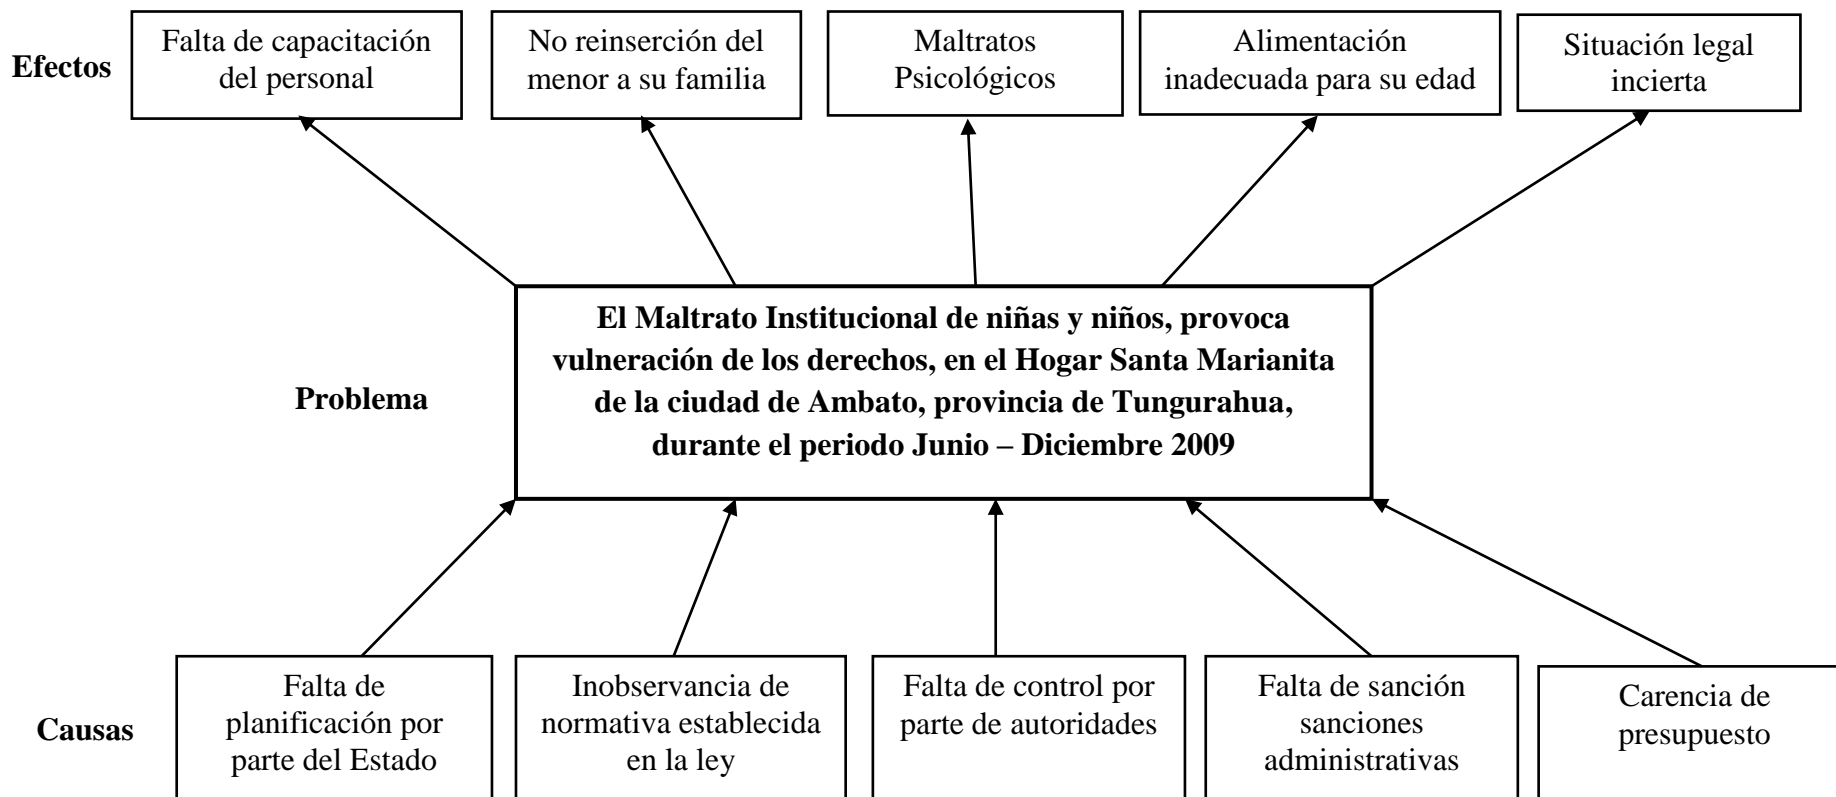 Efectos
Falta de capacitación
del personal
No reinserción del
menor a su familia
Maltratos
Psicológicos
Alimentación
inadecuada para su edad
Situación legal
incierta
Problema
El Maltrato Institucional de niñas y niños, provoca
vulneración de los derechos, en el Hogar Santa Marianita
de la ciudad de Ambato, provincia de Tungurahua,
durante el periodo Junio – Diciembre 2009
Causas
Falta de
planificación por
parte del Estado
Inobservancia de
normativa establecida
en la ley
Falta de control por
parte de autoridades
Falta de sanción
sanciones
administrativas
Carencia de
presupuesto